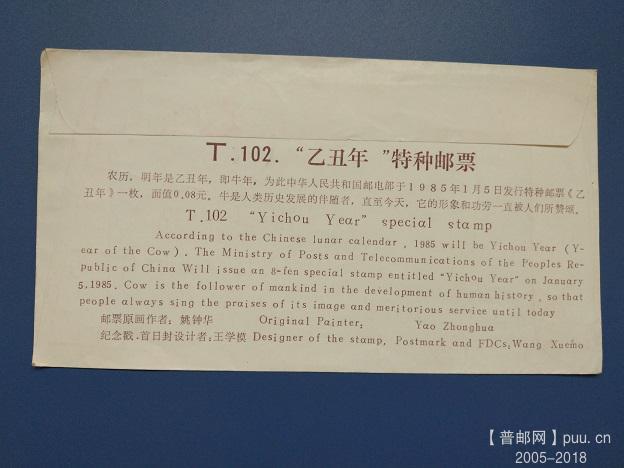 T.102.“乙丑年 ”特种邮票
农历，明年是乙丑年，即牛年，为此中华人民共和国邮电部于1985年1月5日发行特种邮票《乙
丑年》一枚，面值0.08元。牛是人类历史发展的伴随者，直至今天，它的形象和功劳一直被人们所赞颂。
T.102 “Yichou Year” special stamp
According to the Chinese lunar calendar , 1985 will be Yichou Year (Y-
ear of the Cow) . The Ministry of Posts and Telecommunications of the Peoples Re-
public of China Will issue an 8-fen special stamp entitled “Yichou Year” on January
5,1985. Cow is the follower of mankind in the development of human history , so that
people always sing the praises of its image and meritorious service until today
邮票原画作者：姚钟华 Original Painter: Yao Zhonghua
纪念戳.首日封设计者：王学模 Designer of the stamp, Postmark and FDCs:Wang Xuemo
【普邮网】puu.cn
2005-2018